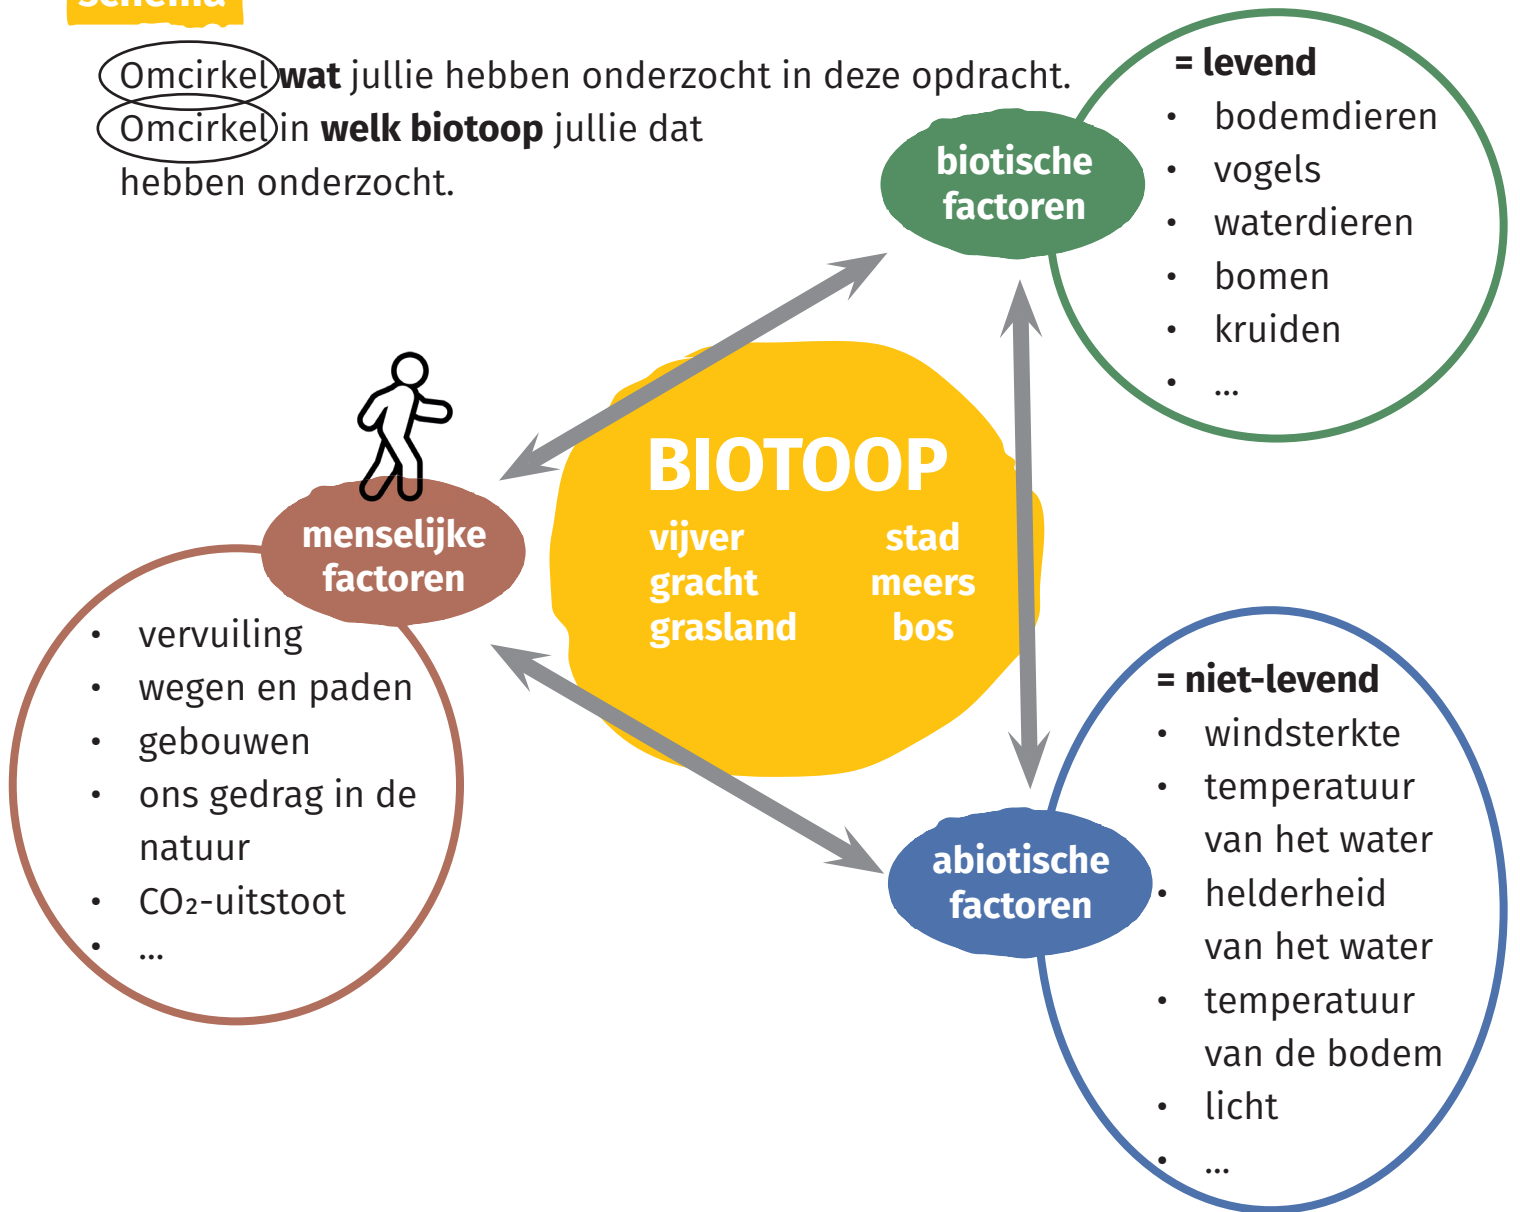 schema
Omcirkel wat jullie hebben onderzocht in deze opdracht.
Omcirkel in welk biotoop jullie dat
hebben onderzocht.
biotische
factoren
= levend
• bodemdieren
• vogels
• waterdieren
• bomen
• kruiden
• ...
BIOTOOP
vijver stad
gracht meers
grasland bos
menselijke
factoren
• vervuiling
• wegen en paden
• gebouwen
• ons gedrag in de
natuur
• CO₂-uitstoot
• ...
abiotische
factoren
= niet-levend
• windsterkte
• temperatuur
van het water
• helderheid
van het water
• temperatuur
van de bodem
• licht
• ...